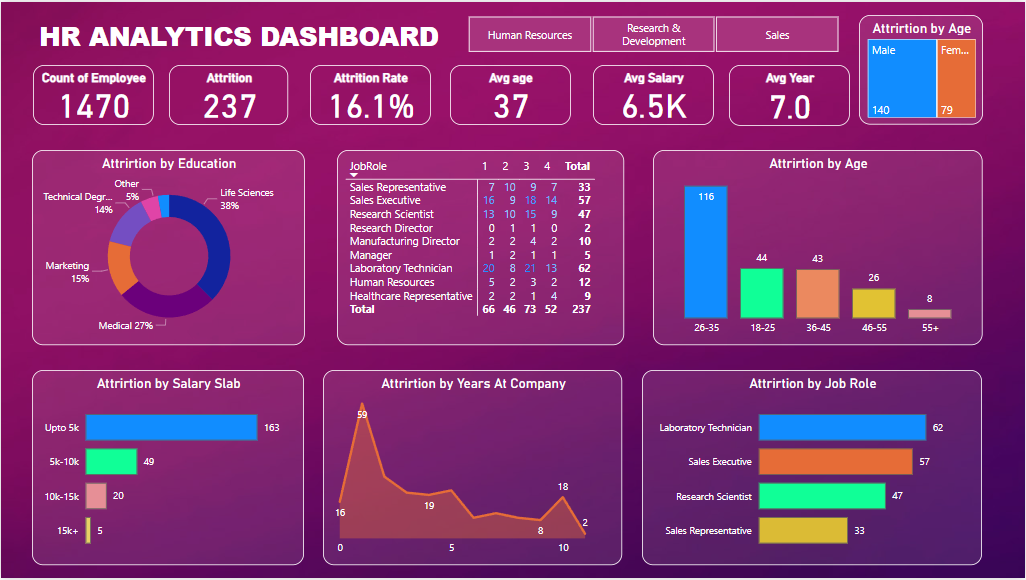 HR ANALYTICS DASHBOARD
Human Resources
Research &
Development
Sales
Attrirtion by Age
Male
Fem...
140
79
Count of Employee
1470
Attrition
237
Attrition Rate
16.1%
Avg age
37
Avg Salary
6.5K
Avg Year
7.0
Attrirtion by Education
Other
5%
Life Sciences
38%
Technical Degr...
14%
Marketing
15%
Medical 27%
JobRole 1 2 3 4 Total
Sales Representative 7 10 9 7 33
Sales Executive 16 9 18 14 57
Research Scientist 13 10 15 9 47
Research Director 0 1 1 0 2
Manufacturing Director 2 2 4 2 10
Manager 1 2 1 1 5
Laboratory Technician 20 8 21 13 62
Human Resources 5 2 3 2 12
Healthcare Representative 2 2 1 4 9
Total 66 46 73 52 237
Attrirtion by Age
116
44
43
26
8
26-35 18-25 36-45 46-55 55+
Attrirtion by Salary Slab
Upto 5k 163
5k-10k 49
10k-15k 20
15k+ 5
Attrirtion by Years At Company
59
16
19
8
18
2
0 5 10
Attrirtion by Job Role
Laboratory Technician 62
Sales Executive 57
Research Scientist 47
Sales Representative 33